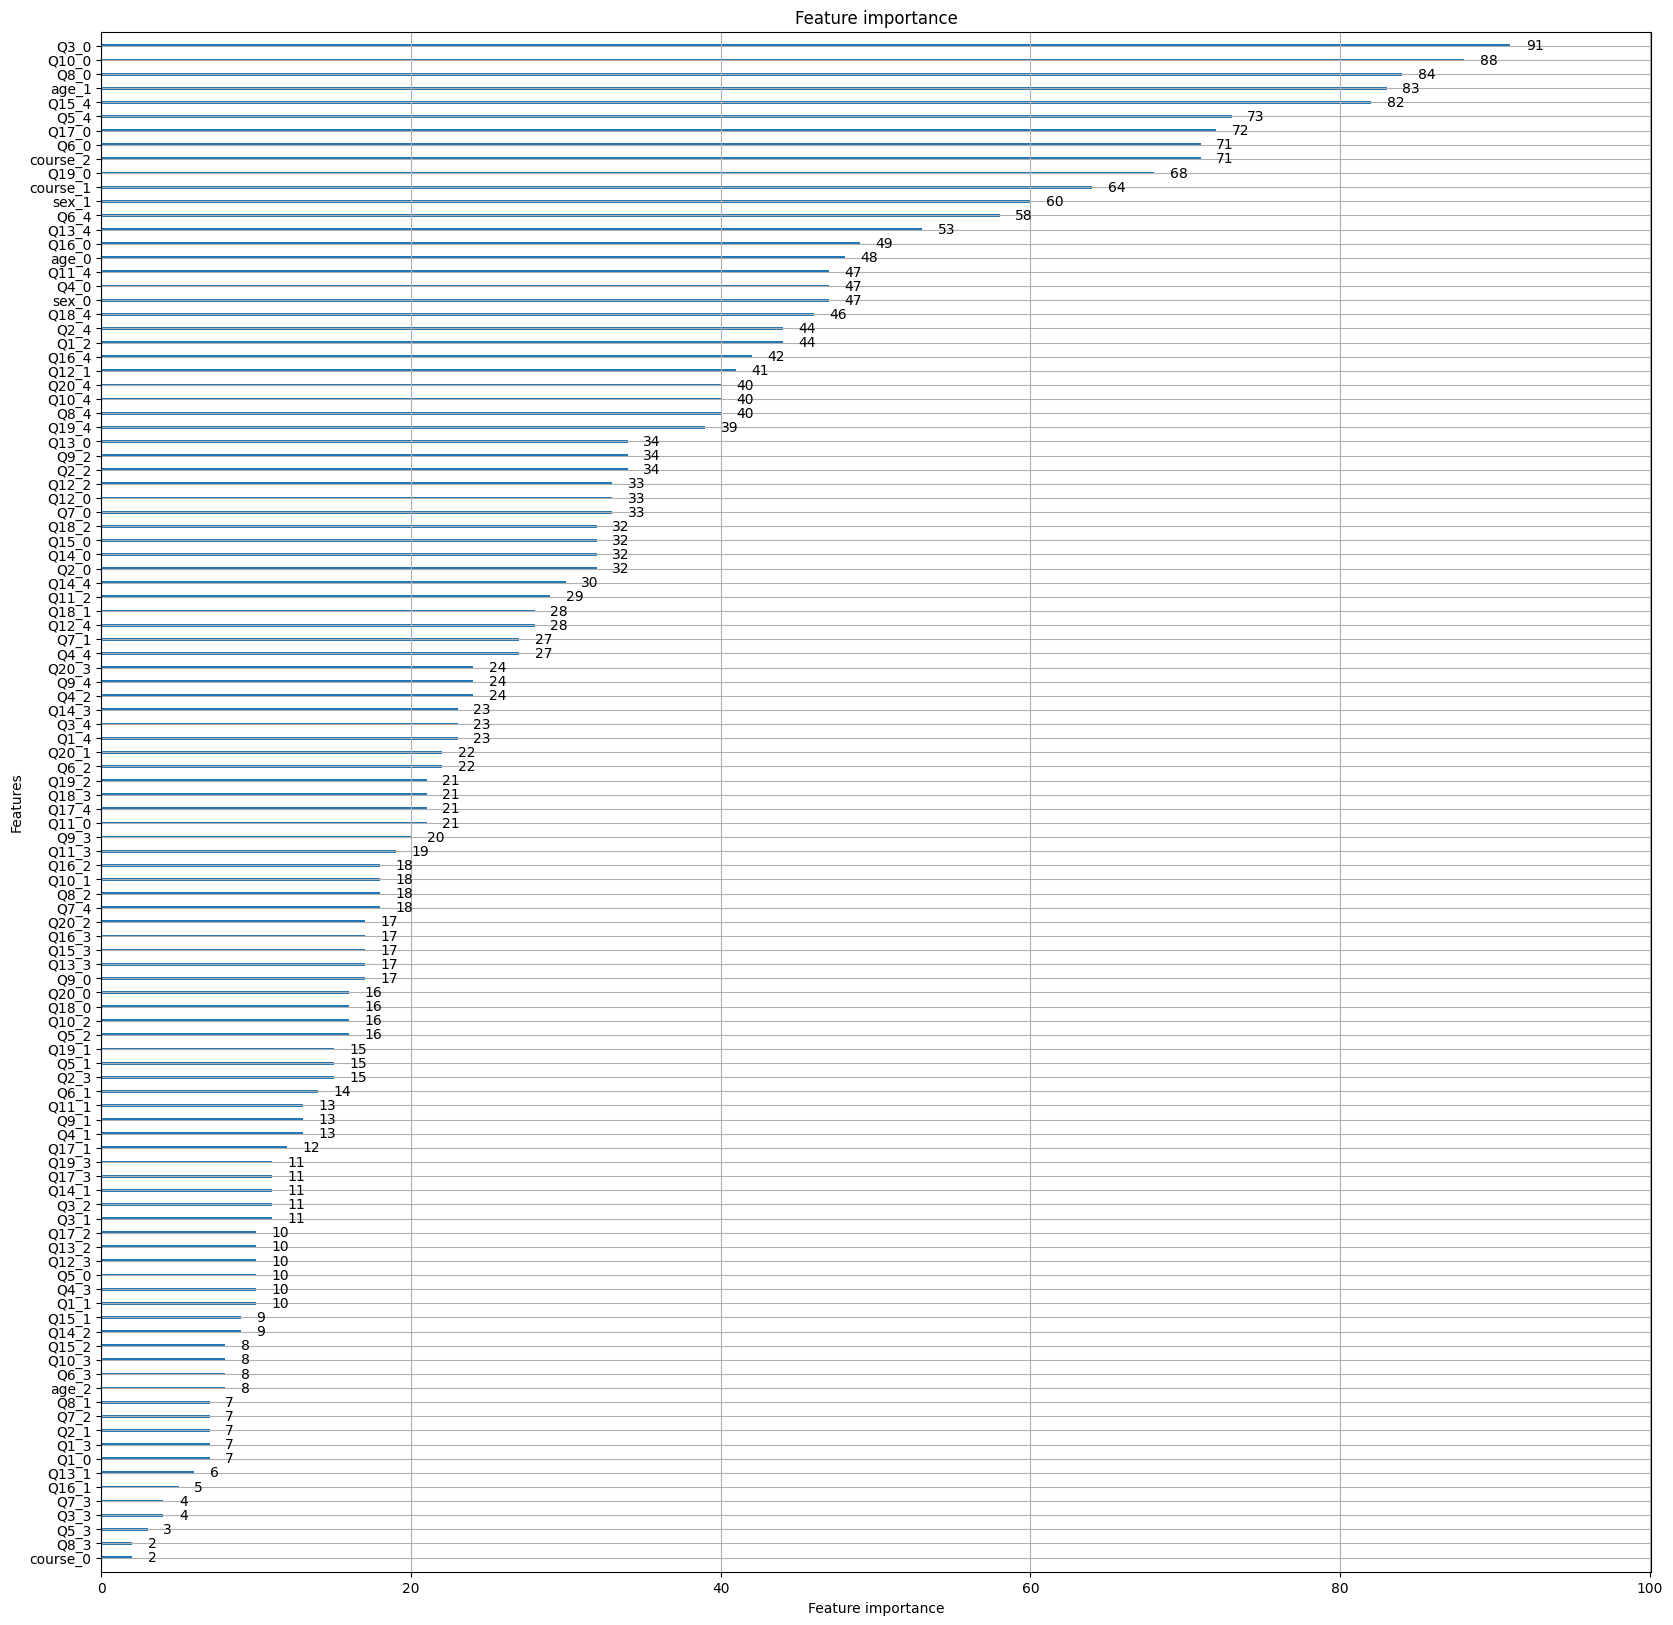 Feature importance
Q3_0 91
Q10_0 88
Q8_0 84
age_1 83
Q15_4 82
Q5_4 73
Q17_0 72
Q6_0 71
course_2 71
Q19_0 68
course_1 64
sex_1 60
Q6_4 58
Q13_4 53
Q16_0 49
age_0 48
Q11_4 47
Q4_0 47
sex_0 47
Q18_4 46
Q2_4 44
Q1_2 44
Q16_4 42
Q12_1 41
Q20_4 40
Q10_4 40
Q8_4 40
Q19_4 39
Q13_0 34
Q9_2 34
Q2_2 34
Q12_2 33
Q12_0 33
Q7_0 33
Q18_2 32
Q15_0 32
Q14_0 32
Q2_0 32
Q14_4 30
Q11_2 29
Q18_1 28
Q12_4 28
Q7_1 27
Q4_4 27
Q20_3 24
Q9_4 24
Q4_2 24
Q14_3 23
Q3_4 23
Q1_4 23
Q20_1 22
Q6_2 22
Q19_2 21
Q18_3 21
Q17_4 21
Q11_0 21
Q9_3 20
Q11_3 19
Q16_2 18
Q10_1 18
Q8_2 18
Q7_4 18
Q20_2 17
Q16_3 17
Q15_3 17
Q13_3 17
Q9_0 17
Q20_0 16
Q18_0 16
Q10_2 16
Q5_2 16
Q19_1 15
Q5_1 15
Q2_3 15
Q6_1 14
Q11_1 13
Q9_1 13
Q4_1 13
Q17_1 12
Q19_3 11
Q17_3 11
Q14_1 11
Q3_2 11
Q3_1 11
Q17_2 10
Q13_2 10
Q12_3 10
Q5_0 10
Q4_3 10
Q1_1 10
Q15_1 9
Q14_2 9
Q15_2 8
Q10_3 8
Q6_3 8
age_2 8
Q8_1 7
Q7_2 7
Q2_1 7
Q1_3 7
Q1_0 7
Q13_1 6
Q16_1 5
Q7_3 4
Q3_3 4
Q5_3 3
Q8_3 2
course_0 2
Features
0 20 40 60 80 100
Feature importance